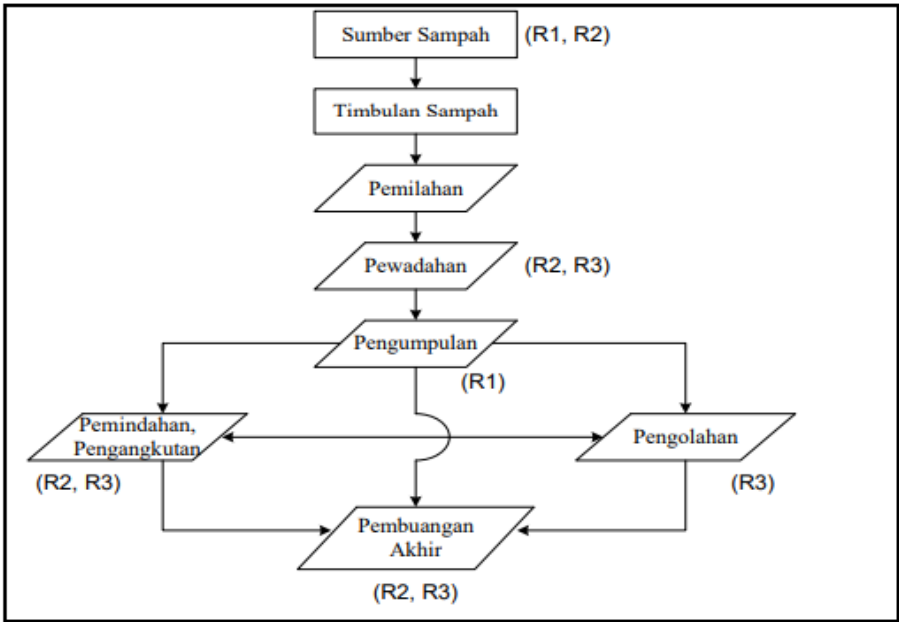 Sumber Sampah
(R1, R2)
Timbulan Sampah
Pemilahan
Pewadahan
(R2, R3)
Pengumpulan
(R1)
Pemindahan,
Pengangkutan
(R2, R3)
Pengolahan
(R3)
Pembuangan
Akhir
(R2, R3)